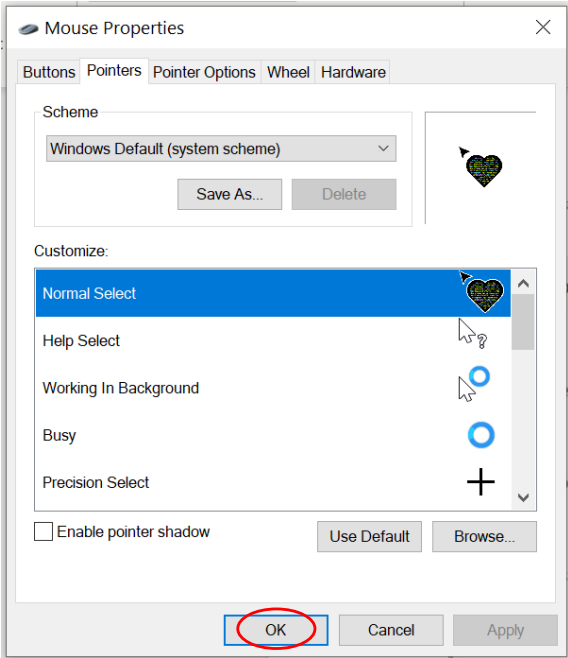 Mouse Properties
Buttons Pointers Pointer Options Wheel Hardware
Scheme
Windows Default (system scheme)
Save As... Delete
Customize:
Normal Select
Help Select
Working In Background
Busy
Precision Select
Enable pointer shadow Use Default Browse...
OK Cancel Apply